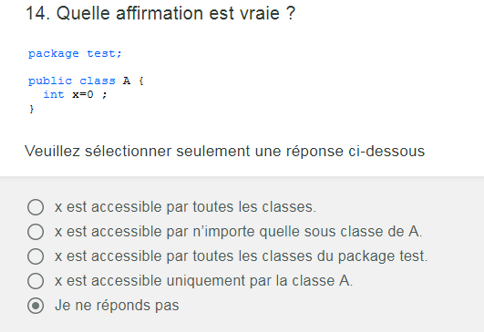 14. Quelle affirmation est vraie ?
package test;
public class A {
int x=0 ;
}
Veuillez sélectionner seulement une réponse ci-dessous
x est accessible par toutes les classes.
x est accessible par n'importe quelle sous classe de A.
x est accessible par toutes les classes du package test.
x est accessible uniquement par la classe A.
Je ne réponds pas